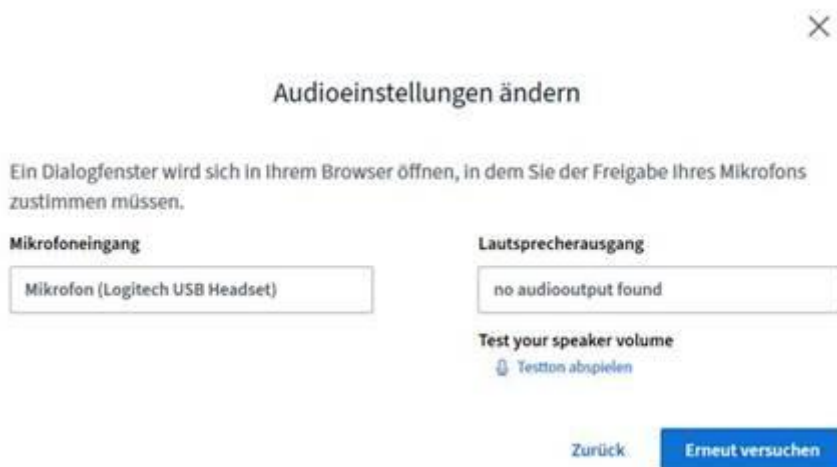 Audioeinstellungen ändern
Ein Dialogfenster wird sich in Ihrem Browser öffnen, in dem Sie der Freigabe Ihres Mikrofons
zustimmen müssen.
Mikrofoneingang
Mikrofon (Logitech USB Headset)
Lautsprecherausgang
no audiooutput found
Test your speaker volume
Testton abspielen
Zurück
Erneut versuchen